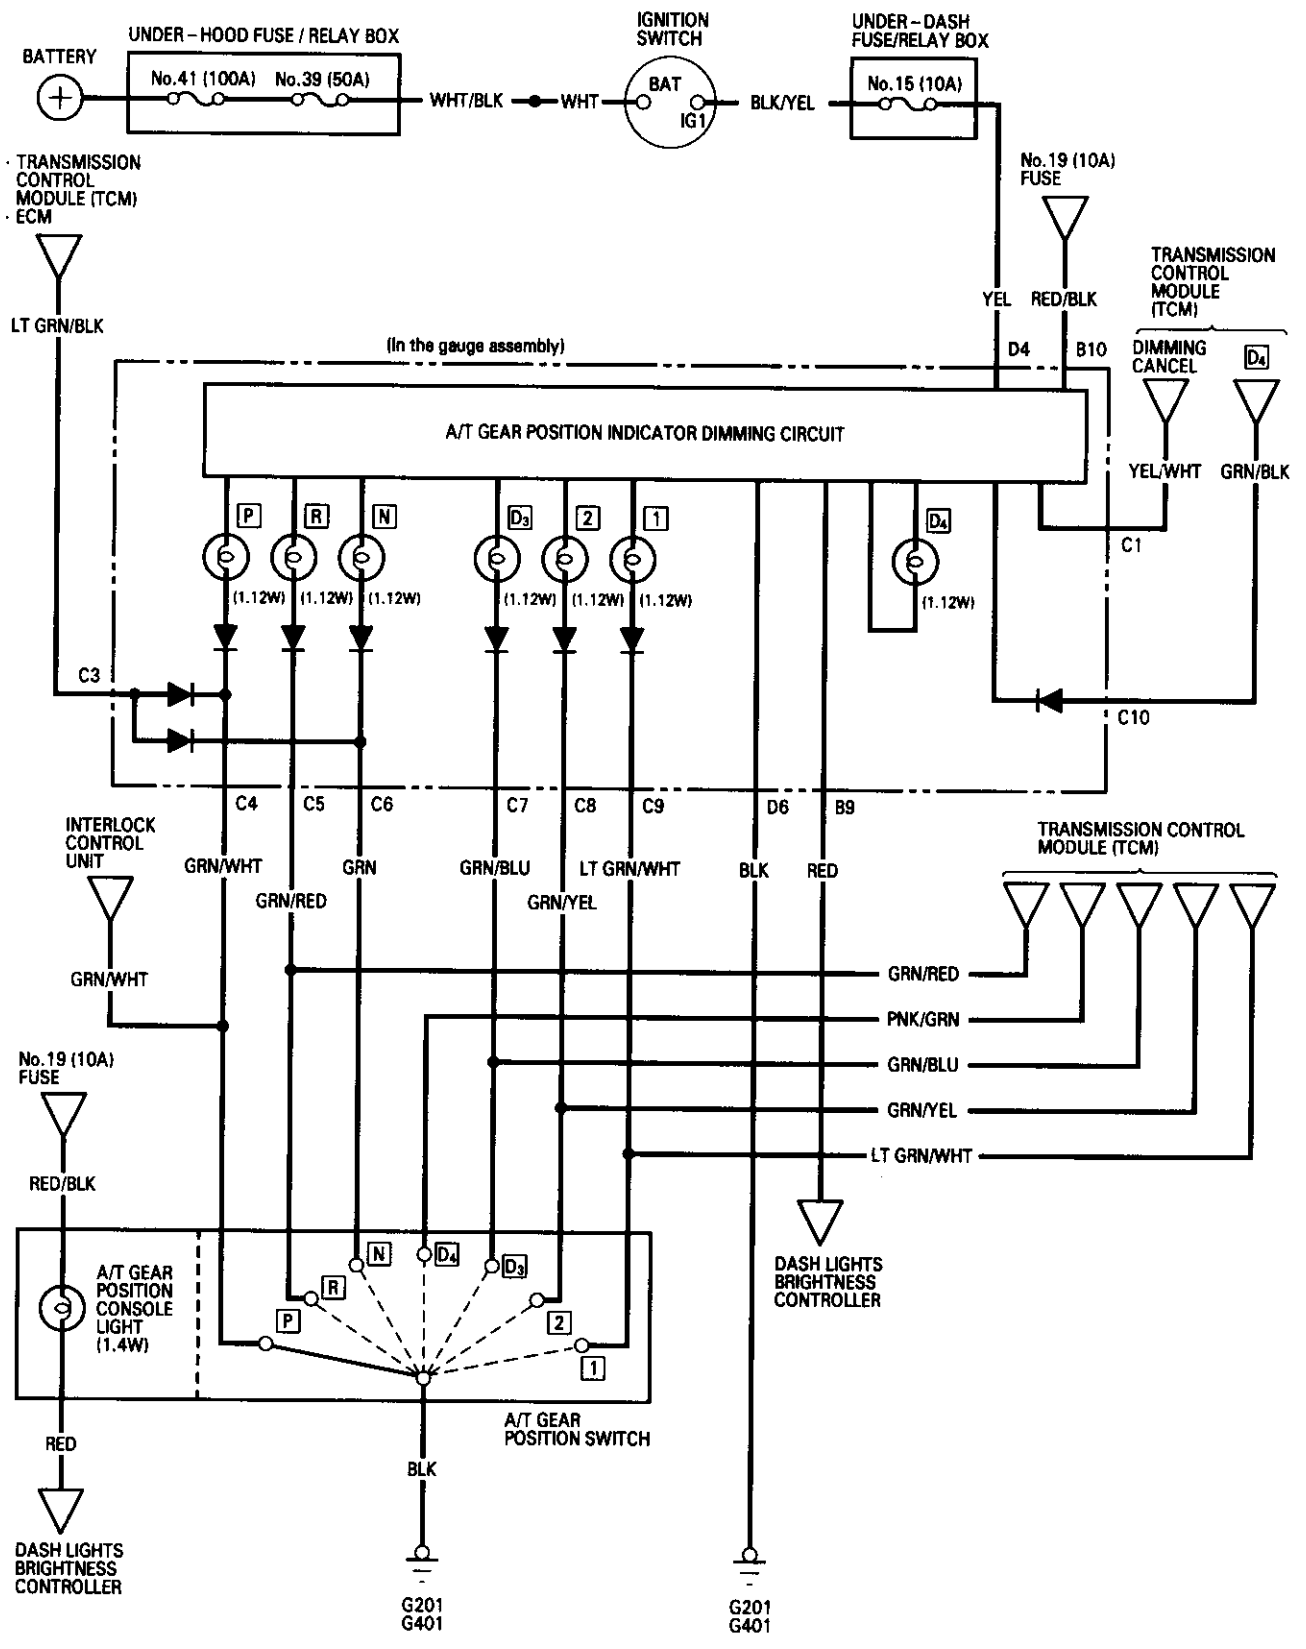 BATTERY
UNDER-HOOD FUSE / RELAY BOX
No.41 (100A)
No.39 (50A)
WHT/BLK
WHT
IGNITION
SWITCH
BAT
IG1
BLK/YEL
UNDER-DASH
FUSE/RELAY BOX
No.15 (10A)
· TRANSMISSION
CONTROL
MODULE (TCM)
· ECM
LT GRN/BLK
No.19 (10A)
FUSE
YEL
RED/BLK
TRANSMISSION
CONTROL
MODULE
(TCM)
DIMMING
CANCEL
D4
YEL/WHT
GRN/BLK
(In the gauge assembly)
D4
B10
A/T GEAR POSITION INDICATOR DIMMING CIRCUIT
P
R
N
D3
2
1
D4
(1.12W)
(1.12W)
(1.12W)
(1.12W)
(1.12W)
(1.12W)
(1.12W)
C1
C3
C10
C4
C5
C6
C7
C8
C9
D6
B9
INTERLOCK
CONTROL
UNIT
GRN/WHT
GRN/WHT
GRN/RED
GRN
GRN/BLU
GRN/YEL
LT GRN/WHT
BLK
RED
TRANSMISSION CONTROL
MODULE (TCM)
GRN/RED
PNK/GRN
GRN/BLU
GRN/YEL
LT GRN/WHT
No.19 (10A)
FUSE
RED/BLK
A/T GEAR
POSITION
CONSOLE
LIGHT
(1.4W)
P
R
N
D4
D3
2
1
DASH LIGHTS
BRIGHTNESS
CONTROLLER
A/T GEAR
POSITION SWITCH
RED
BLK
DASH LIGHTS
BRIGHTNESS
CONTROLLER
G201
G401
G201
G401